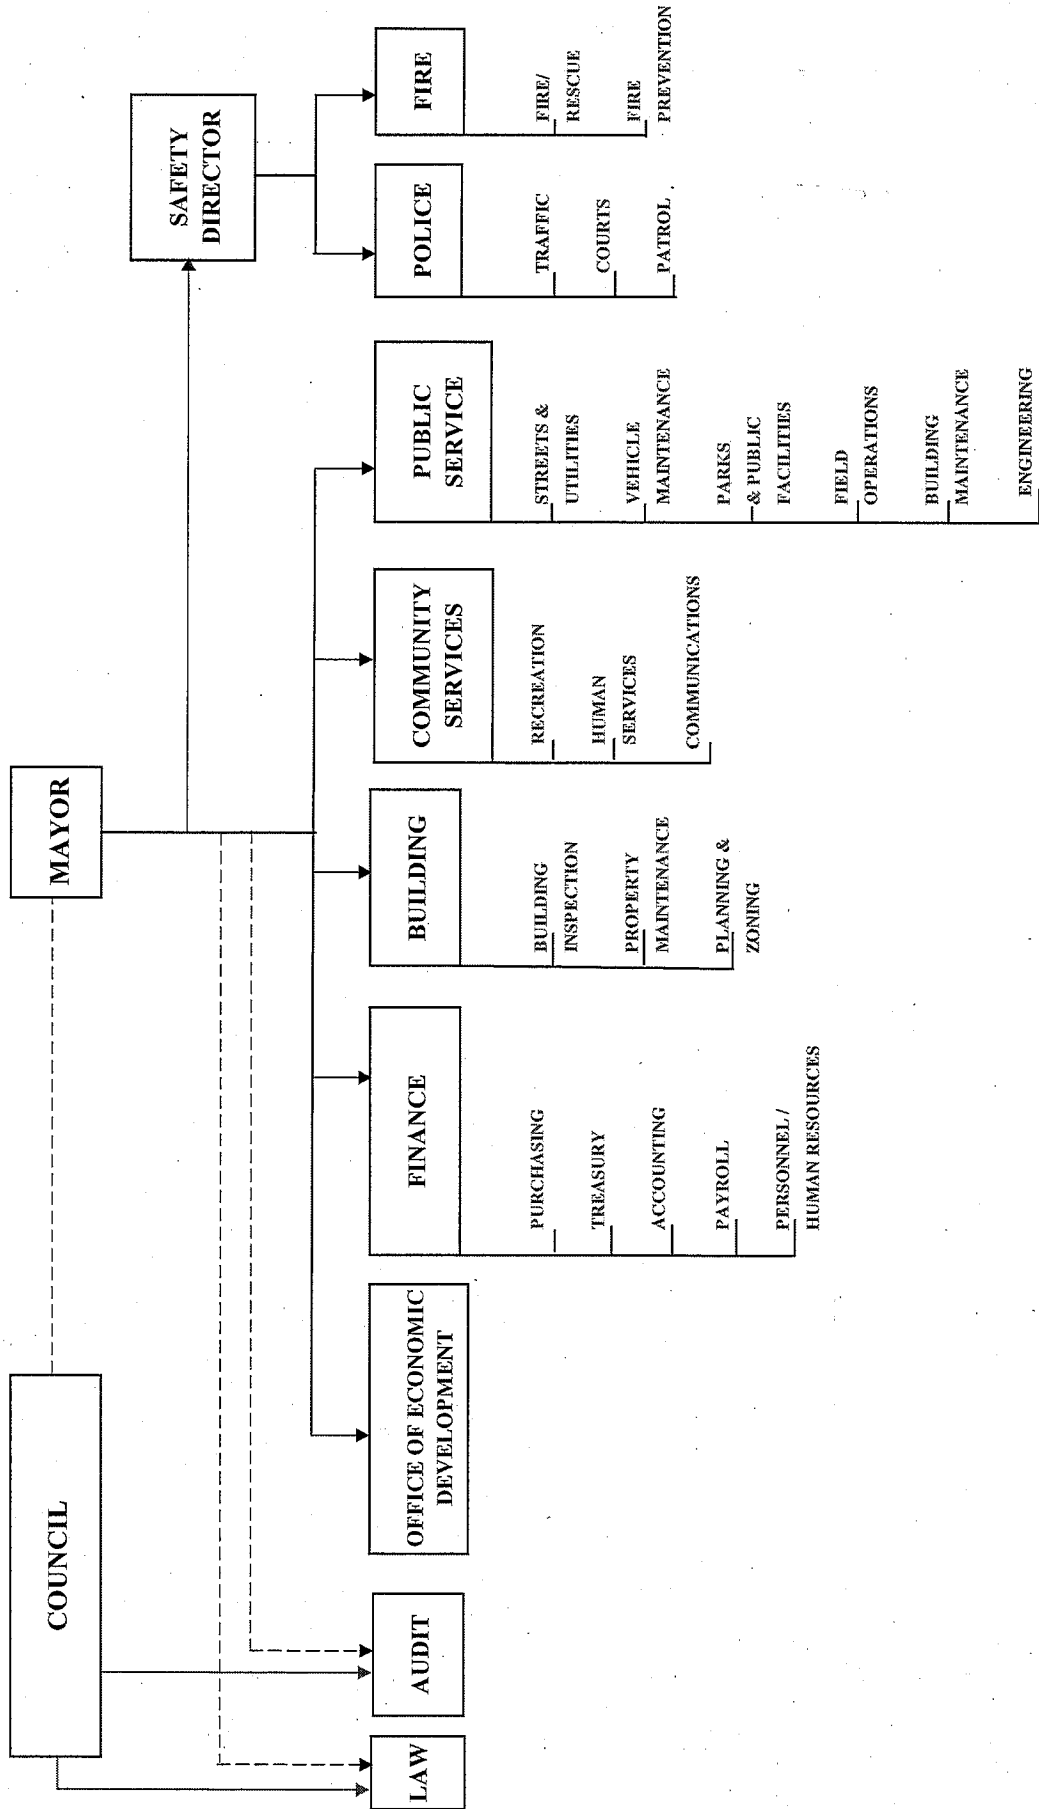 COUNCIL
MAYOR
SAFETY
DIRECTOR
LAW
AUDIT
OFFICE OF ECONOMIC
DEVELOPMENT
FINANCE
PURCHASING
TREASURY
ACCOUNTING
PAYROLL
PERSONNEL /
HUMAN RESOURCES
BUILDING
BUILDING
INSPECTION
PROPERTY
MAINTENANCE
PLANNING &
ZONING
COMMUNITY
SERVICES
RECREATION
HUMAN
SERVICES
COMMUNICATIONS
PUBLIC
SERVICE
STREETS &
UTILITIES
VEHICLE
MAINTENANCE
PARKS
& PUBLIC
FACILITIES
FIELD
OPERATIONS
BUILDING
MAINTENANCE
ENGINEERING
POLICE
TRAFFIC
COURTS
PATROL
FIRE
FIRE/
RESCUE
FIRE
PREVENTION